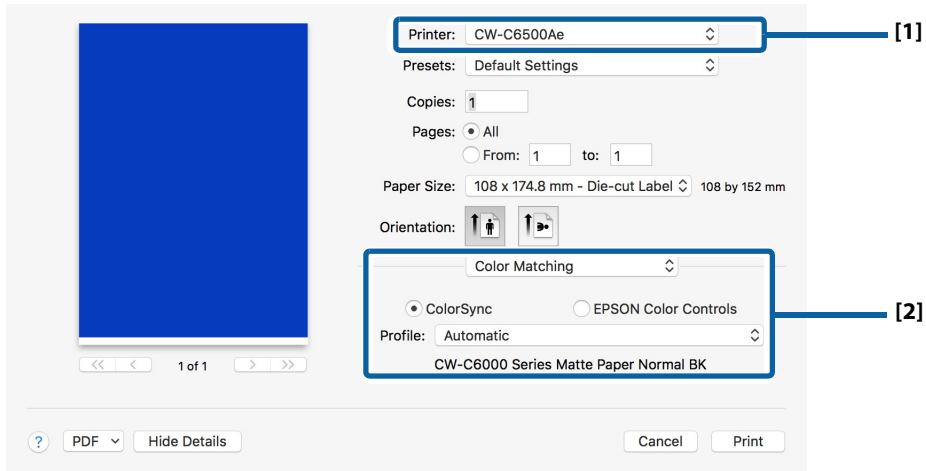 Printer: CW-C6500Ae [1]
Presets: Default Settings
Copies: 1
Pages: All
From: 1 to: 1
Paper Size: 108 x 174.8 mm - Die-cut Label 108 by 152 mm
Orientation:
Color Matching
ColorSync EPSON Color Controls [2]
Profile: Automatic
CW-C6000 Series Matte Paper Normal BK
<< < 1 of 1 > >>
? PDF Hide Details Cancel Print